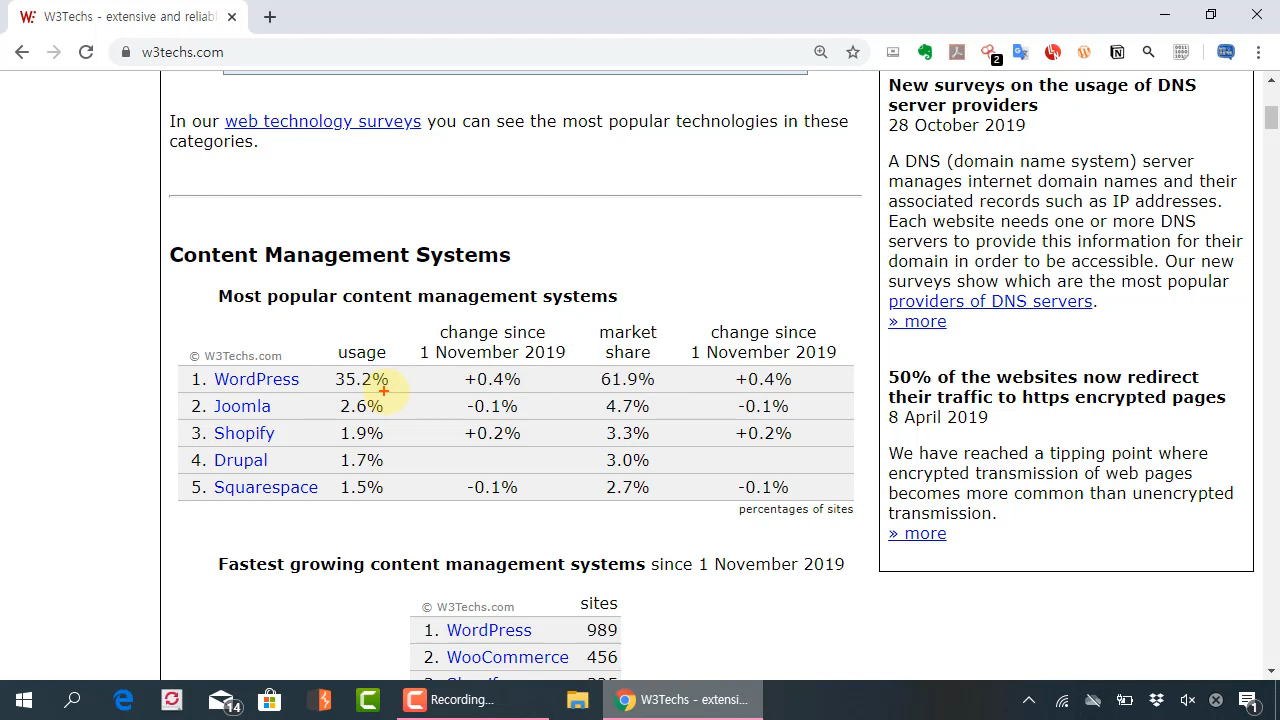 W3Techs - extensive and reliabl
w3techs.com
2
In our web technology surveys you can see the most popular technologies in these
categories.
Content Management Systems
Most popular content management systems
© W3Techs.com usage change since 1 November 2019 market share change since 1 November 2019
1. WordPress 35.2% +0.4% 61.9% +0.4%
2. Joomla 2.6% -0.1% 4.7% -0.1%
3. Shopify 1.9% +0.2% 3.3% +0.2%
4. Drupal 1.7% 3.0%
5. Squarespace 1.5% -0.1% 2.7% -0.1%
percentages of sites
Fastest growing content management systems since 1 November 2019
© W3Techs.com sites
1. WordPress 989
2. WooCommerce 456
New surveys on the usage of DNS
server providers
28 October 2019
A DNS (domain name system) server
manages internet domain names and their
associated records such as IP addresses.
Each website needs one or more DNS
servers to provide this information for their
domain in order to be accessible. Our new
surveys show which are the most popular
providers of DNS servers.
» more
50% of the websites now redirect
their traffic to https encrypted pages
8 April 2019
We have reached a tipping point where
encrypted transmission of web pages
becomes more common than unencrypted
transmission.
» more
14
Recording...
W3Techs - extensi...
1